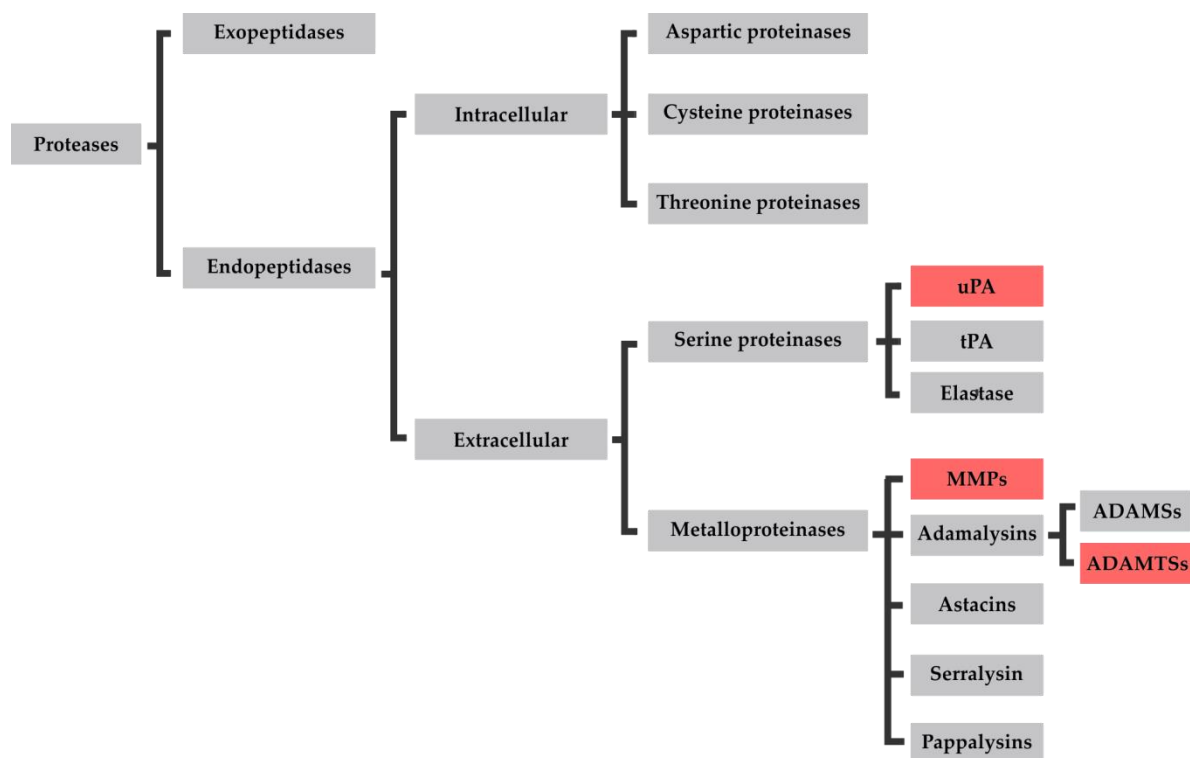 Exopeptidases
Aspartic proteinases
Intracellular
Cysteine proteinases
Proteases
Threonine proteinases
Endopeptidases
uPA
Serine proteinases
tPA
Elastase
Extracellular
MMPs
ADAMSs
Metalloproteinases
Adamalysins
ADAMTSs
Astacins
Serralysin
Pappalysins